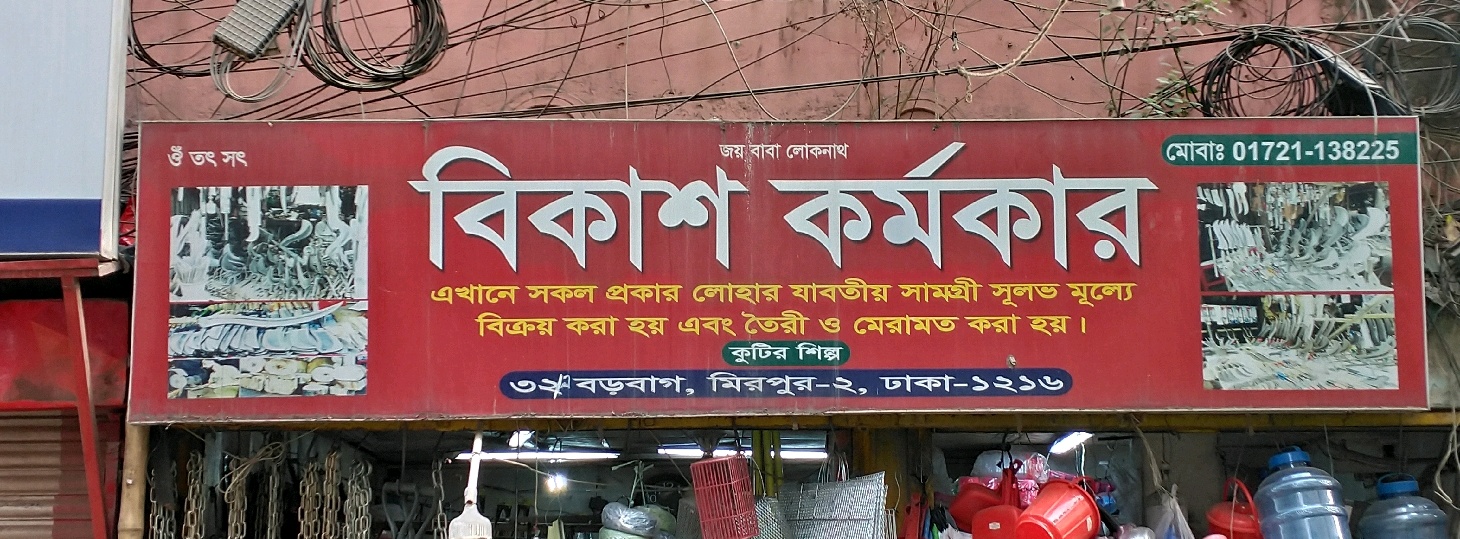 ওঁ তৎ সৎ
জয় বাবা লোকনাথ
মোবাঃ 01721-138225
বিকাশ কর্মকার
এখানে সকল প্রকার লোহার যাবতীয় সামগ্রী সূলভ মূল্যে
বিক্রয় করা হয় এবং তৈরী ও মেরামত করা হয়।
কুটির শিল্প
বড়বাগ, মিরপুর-২, ঢাকা-১২১৬